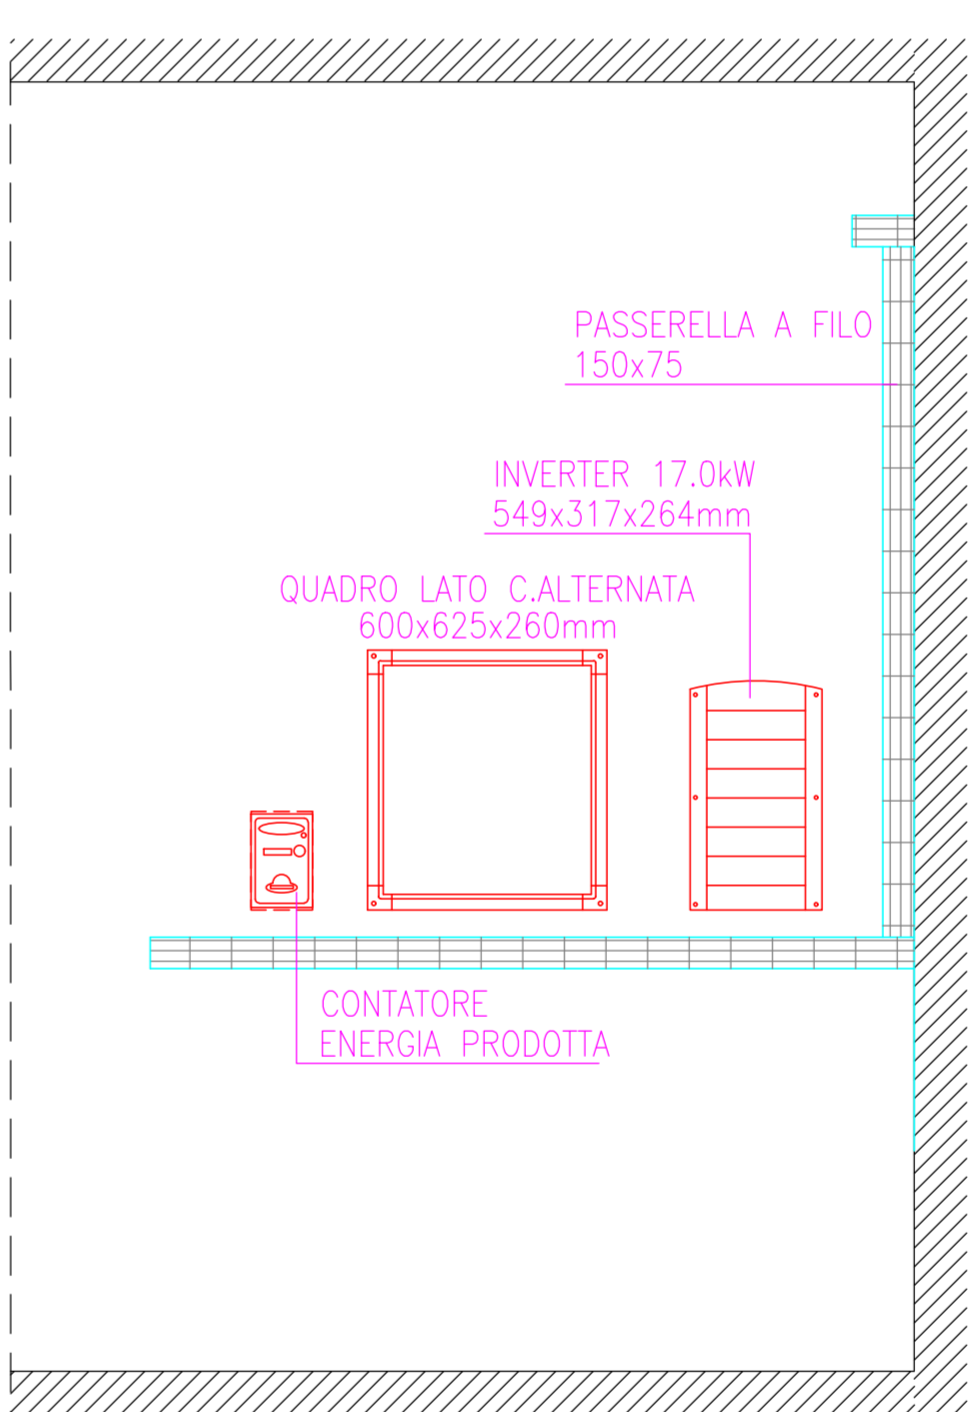 PASSERELLA A FILO
150x75
INVERTER 17.0kW
549x317x264mm
QUADRO LATO C.ALTERNATA
600x625x260mm
CONTATORE
ENERGIA PRODOTTA